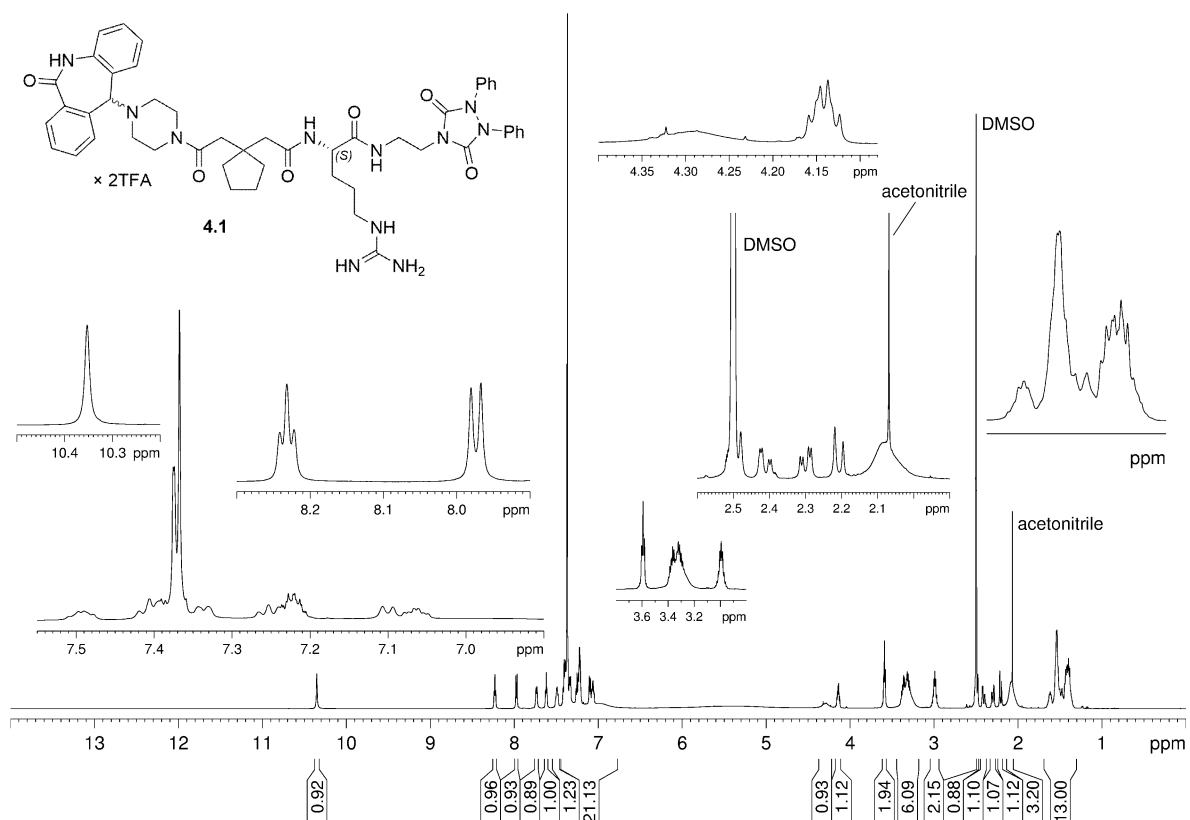 HN
O
N
N
O
O
H
N
(S)
O
N
H
O
N
O
N
N
Ph
Ph
NH
HN
NH2
× 2TFA
4.1
4.35 4.30 4.25 4.20 4.15 ppm
DMSO
acetonitrile
DMSO
2.5 2.4 2.3 2.2 2.1 ppm
ppm
10.4 10.3 ppm
8.2 8.1 8.0 ppm
acetonitrile
3.6 3.4 3.2 ppm
7.5 7.4 7.3 7.2 7.1 7.0 ppm
13 12 11 10 9 8 7 6 5 4 3 2 1 ppm
0.92 0.96 0.93 0.89 1.00 1.23 21.13 0.93 1.12 1.94 6.09 2.15 0.88 1.10 1.07 1.12 3.20 13.00